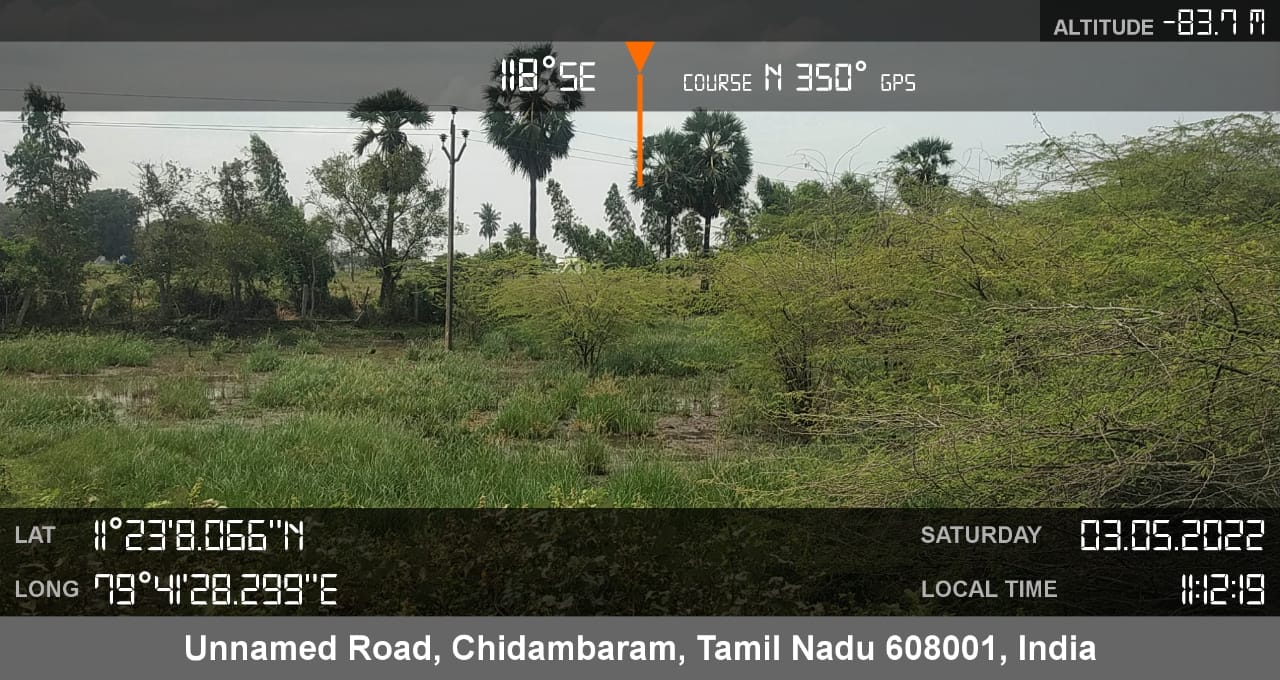 ALTITUDE -83.7 M
118°SE COURSE N 350° GPS
LAT 11°23'8.066"N SATURDAY 03.05.2022
LONG 79°41'28.299"E LOCAL TIME 11:12:19
Unnamed Road, Chidambaram, Tamil Nadu 608001, India